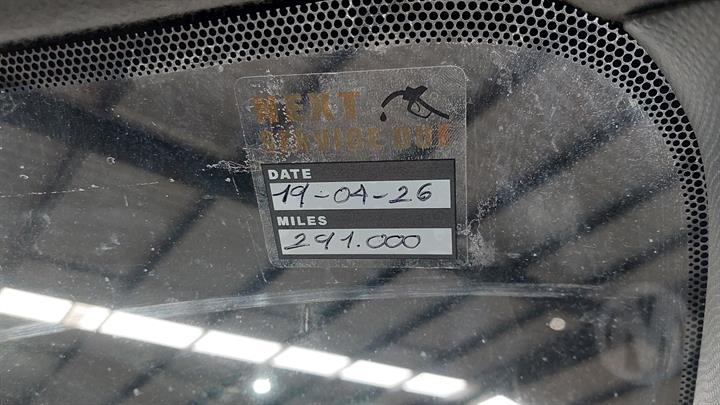 NEXT
SERVICE DUE
DATE
19-04-26
MILES
291.000